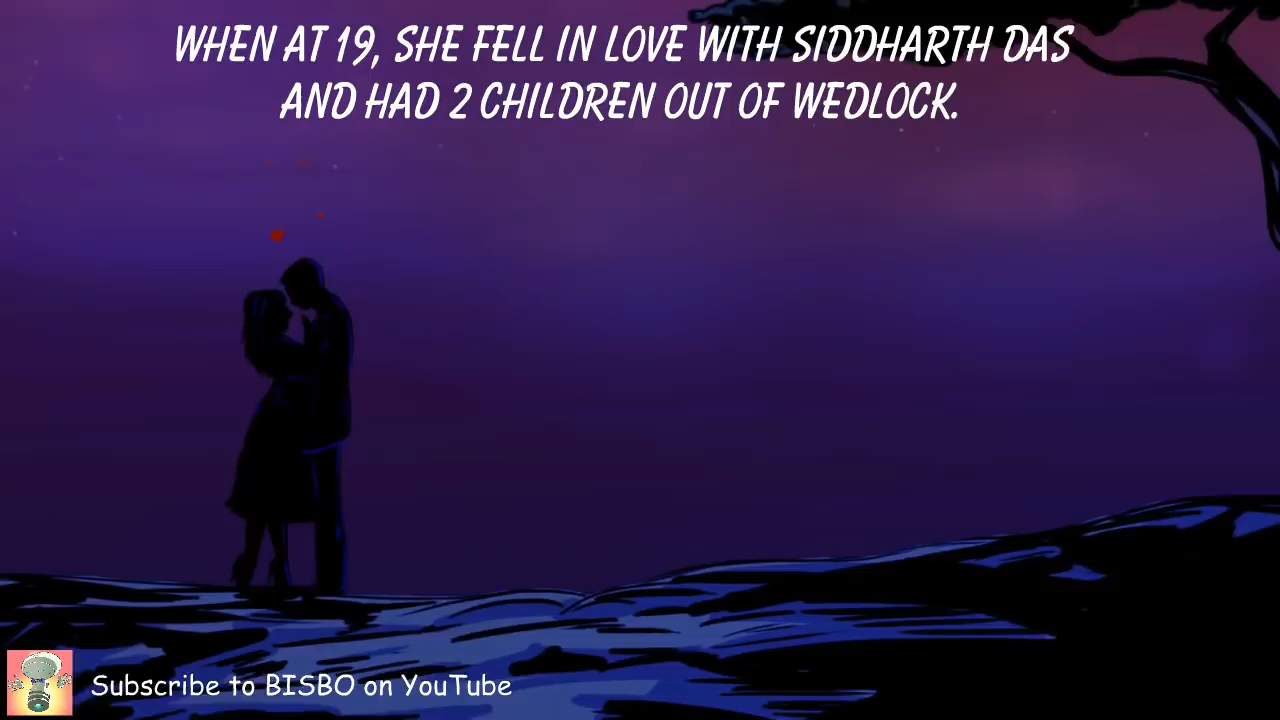 WHEN AT 19, SHE FELL IN LOVE WITH SIDDHARTH DAS
AND HAD 2 CHILDREN OUT OF WEDLOCK.
Subscribe to BISBO on YouTube